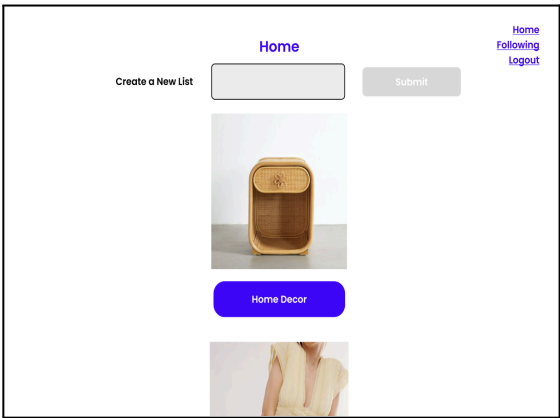 Home
Following
Logout
Home
Create a New List
Submit
Home Decor